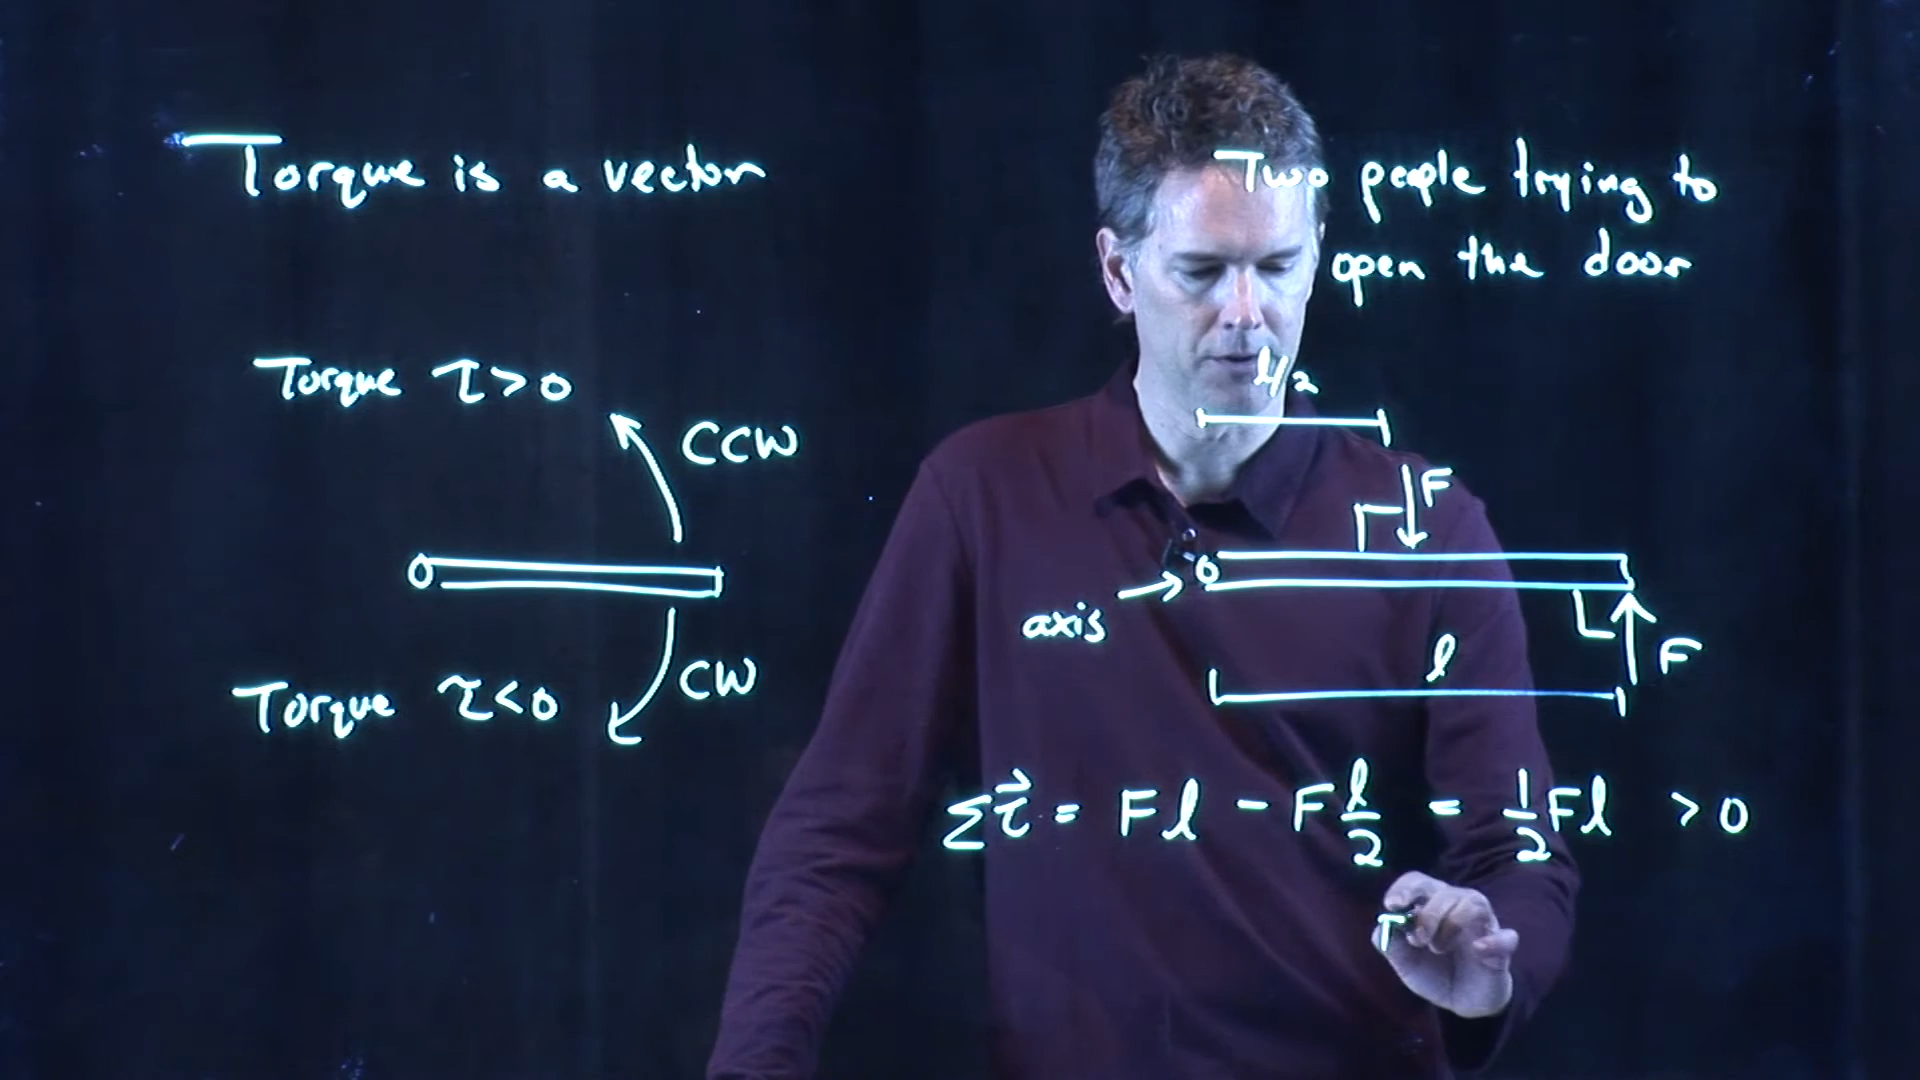 Torque is a vector
Torque τ > 0
CCW
O
CW
Torque τ < 0
Two people trying to
open the door
l/2
F
O
axis
F
l
Στ⃗ = Fl - F l/2 = 1/2 Fl > 0